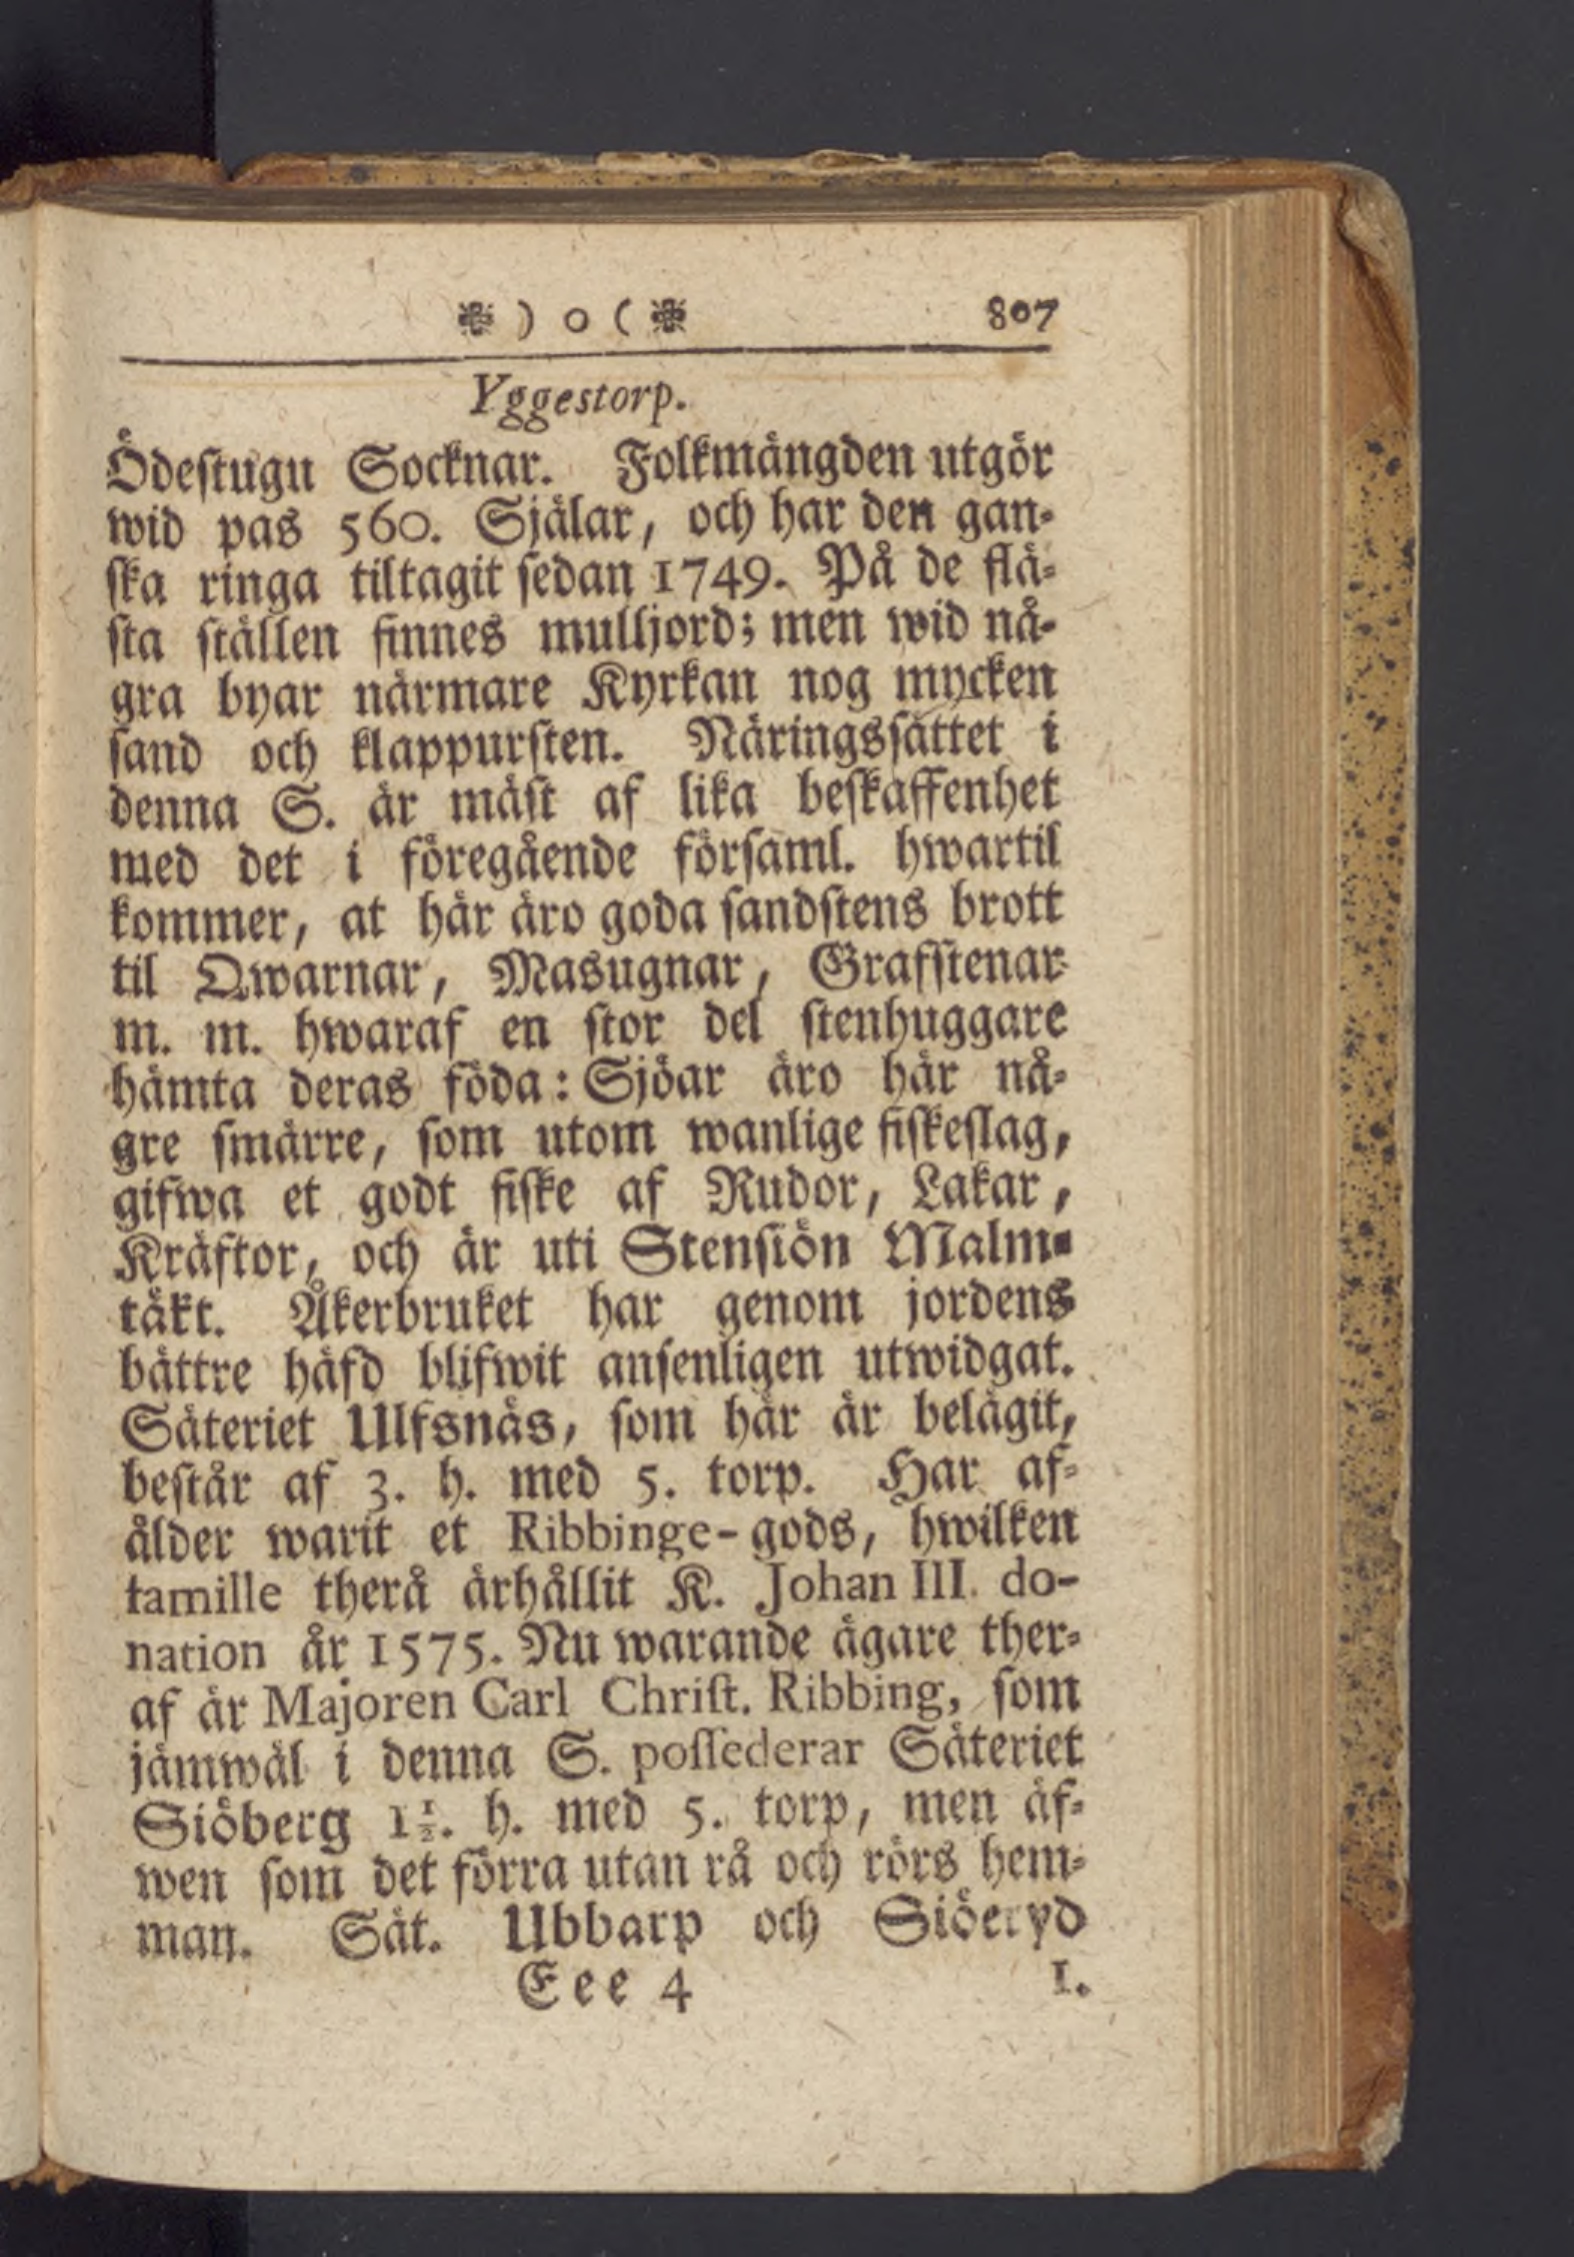 ❉ ) o ( ❉ 807
Yggestorp.
Ödeſtugu Socknar. Folkmängden utgör
wid pas 560. Själar, och har den gan-
ſka ringa tiltagit ſedan 1749. På de flä-
ſta ſtällen finnes mulljord; men wid nå-
gra byar närmare Kyrkan nog mycken
ſand och klappurſten. Näringsſättet i
denna S. är mäſt af lika beſkaffenhet
med det i föregående förſaml. hwartil
kommer, at här äro goda ſandſtens brott
til Qwarnar, Masugnar, Grafſtenar
m. m. hwaraf en ſtor del ſtenhuggare
hämta deras föda: Sjöar äro här nå-
gre ſmärre, ſom utom wanlige fiſkeſlag,
gifwa et godt fiſke af Rudor, Lakar,
Kräftor, och är uti Stenſiön Malm-
täkt. Åkerbruket har genom jordens
bättre häfd blifwit anſenligen utwidgat.
Säteriet Ulfsnäs, ſom här är belägit,
beſtår af 3. h. med 5. torp. Har af-
ålder warit et Ribbinge-gods, hwilken
famille therå ärhållit K. Johan III. do-
nation år 1575. Nu warande ägare ther-
af är Majoren Carl Chriſt. Ribbing, ſom
jämwäl i denna S. poſſederar Säteriet
Siöberg 1½. h. med 5. torp, men äf-
wen ſom det förra utan rå och rörs hem-
man. Sät. Ubbarp och Siöeryd
Eee 4 1.